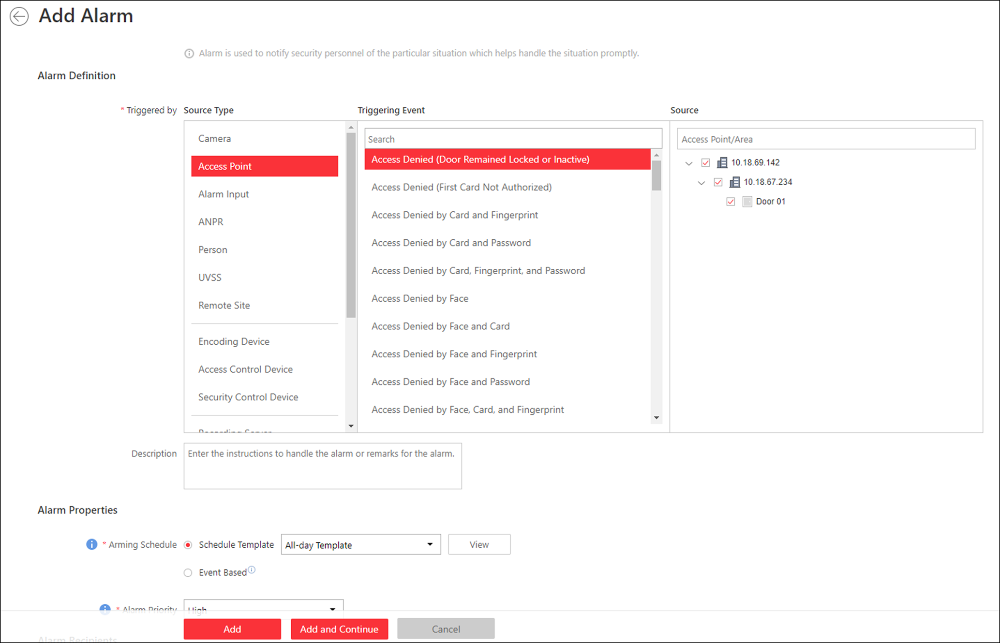 Add Alarm
Alarm is used to notify security personnel of the particular situation which helps handle the situation promptly.
Alarm Definition
* Triggered by
Source Type
Camera
Access Point
Alarm Input
ANPR
Person
UVSS
Remote Site
Encoding Device
Access Control Device
Security Control Device
Recording Server
Triggering Event
Search
Access Denied (Door Remained Locked or Inactive)
Access Denied (First Card Not Authorized)
Access Denied by Card and Fingerprint
Access Denied by Card and Password
Access Denied by Card, Fingerprint, and Password
Access Denied by Face
Access Denied by Face and Card
Access Denied by Face and Fingerprint
Access Denied by Face and Password
Access Denied by Face, Card, and Fingerprint
Source
Access Point/Area
10.18.69.142
10.18.67.234
Door 01
Description
Enter the instructions to handle the alarm or remarks for the alarm.
Alarm Properties
* Arming Schedule
Schedule Template
All-day Template
View
Event Based
* Alarm Priority
High
Add
Add and Continue
Cancel
Alarm Recipients